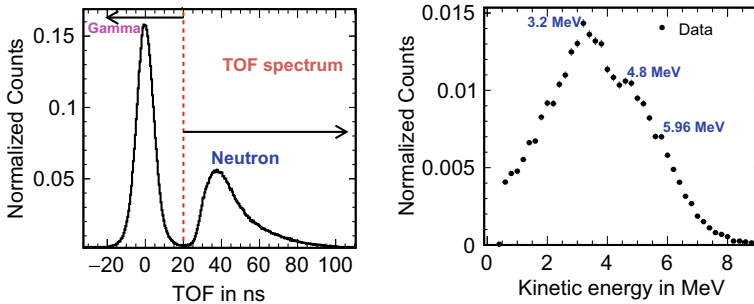 Gamma
TOF spectrum
Neutron
Normalized Counts
0.15
0.1
0.05
−20 0 20 40 60 80 100
TOF in ns
3.2 MeV
Data
4.8 MeV
5.96 MeV
Normalized Counts
0.015
0.01
0.005
0
0 2 4 6 8
Kinetic energy in MeV